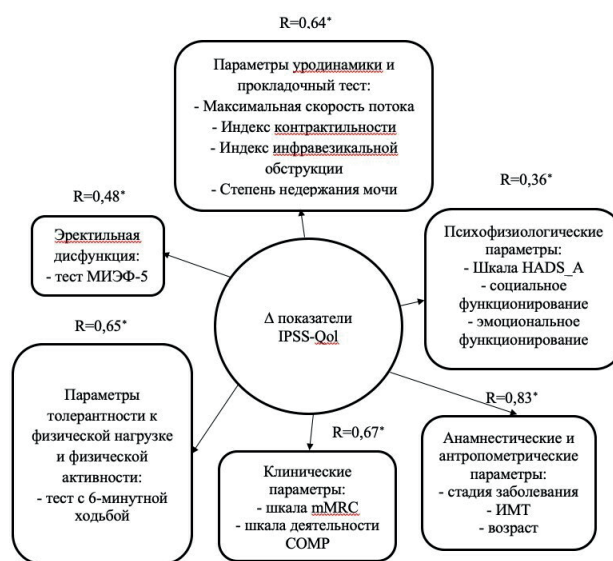 R=0,64*
Параметры уродинамики и
прокладочный тест:
- Максимальная скорость потока
- Индекс контрактильности
- Индекс инфравезикальной
обструкции
- Степень недержания мочи
R=0,48*
Эректильная
дисфункция:
- тест МИЭФ-5
R=0,36*
Психофизиологические
параметры:
- Шкала HADS_A
- социальное
функционирование
- эмоциональное
функционирование
Δ показатели
IPSS-Qol
R=0,65*
Параметры
толерантности к
физической нагрузке
и физической
активности:
- тест с 6-минутной
ходьбой
R=0,67*
Клинические
параметры:
- шкала mMRC
- шкала деятельности
COMP
R=0,83*
Анамнестические и
антропометрические
параметры:
- стадия заболевания
- ИМТ
- возраст